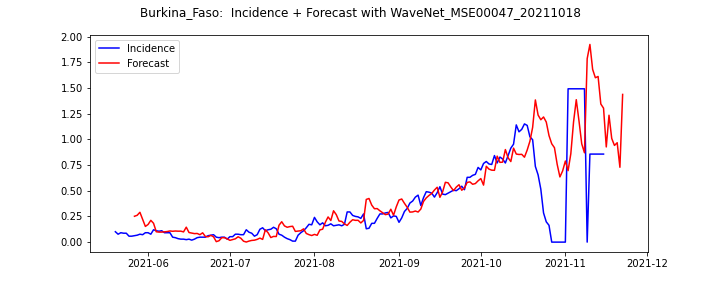 Burkina_Faso:  Incidence + Forecast with WaveNet_MSE00047_20211018
Incidence
Forecast
2.00
1.75
1.50
1.25
1.00
0.75
0.50
0.25
0.00
2021-06 2021-07 2021-08 2021-09 2021-10 2021-11 2021-12